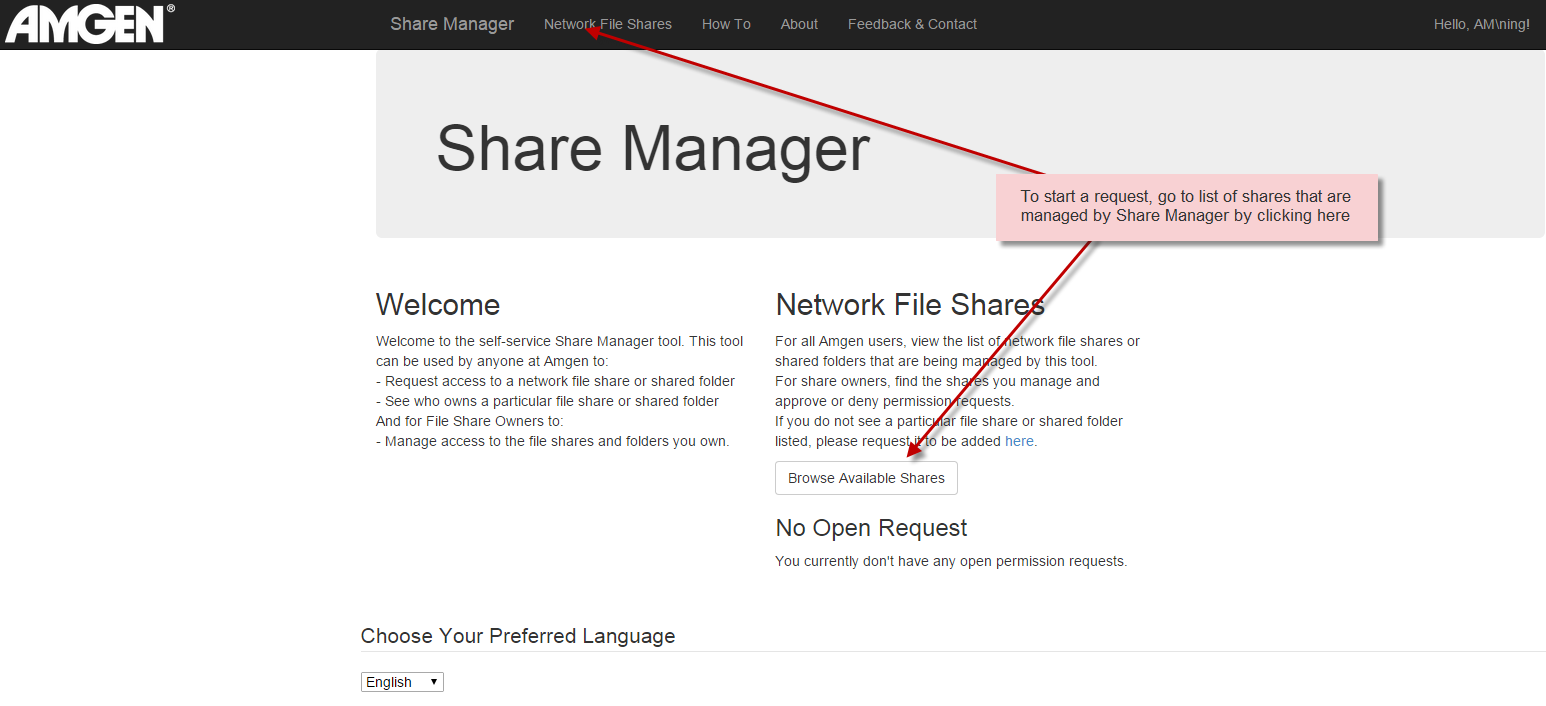 AMGEN®
Share Manager Network File Shares How To About Feedback & Contact Hello, AM\ning!
Share Manager
To start a request, go to list of shares that are
managed by Share Manager by clicking here
Welcome
Welcome to the self-service Share Manager tool. This tool
can be used by anyone at Amgen to:
- Request access to a network file share or shared folder
- See who owns a particular file share or shared folder
And for File Share Owners to:
- Manage access to the file shares and folders you own.
Network File Shares
For all Amgen users, view the list of network file shares or
shared folders that are being managed by this tool.
For share owners, find the shares you manage and
approve or deny permission requests.
If you do not see a particular file share or shared folder
listed, please request it to be added here.
Browse Available Shares
No Open Request
You currently don't have any open permission requests.
Choose Your Preferred Language
English